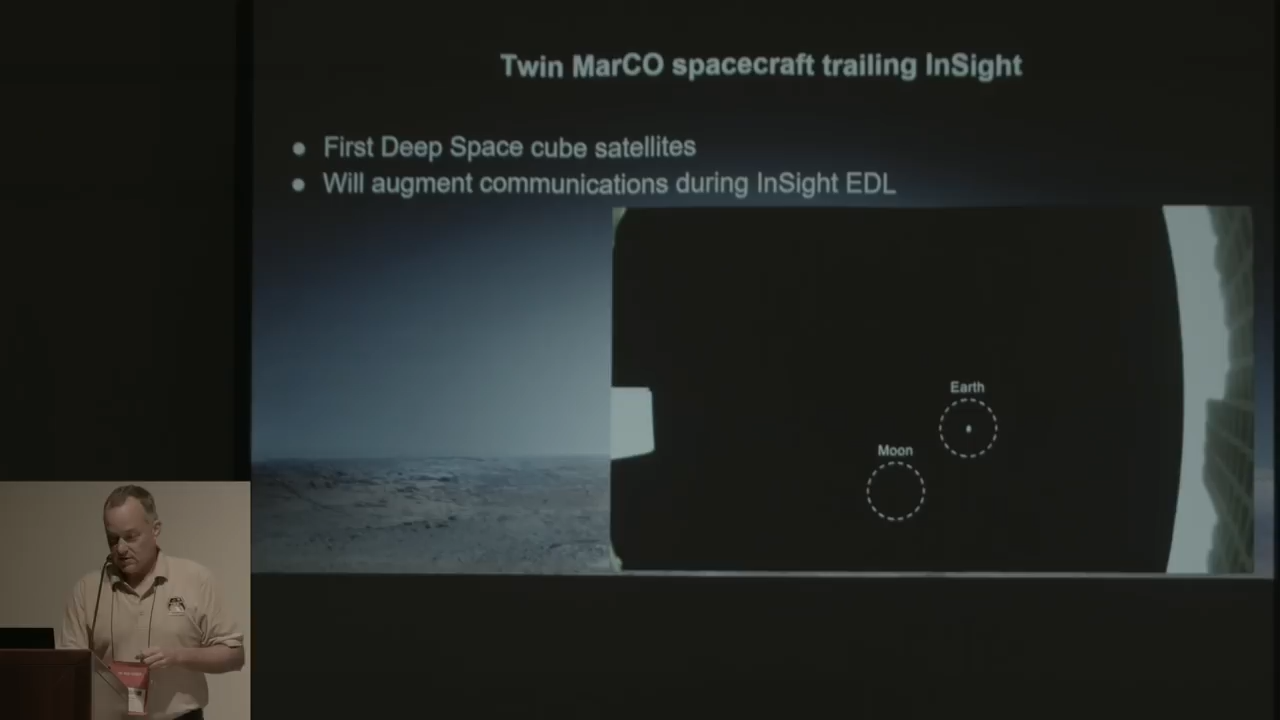 Twin MarCO spacecraft trailing InSight
● First Deep Space cube satellites
● Will augment communications during InSight EDL
Earth
Moon